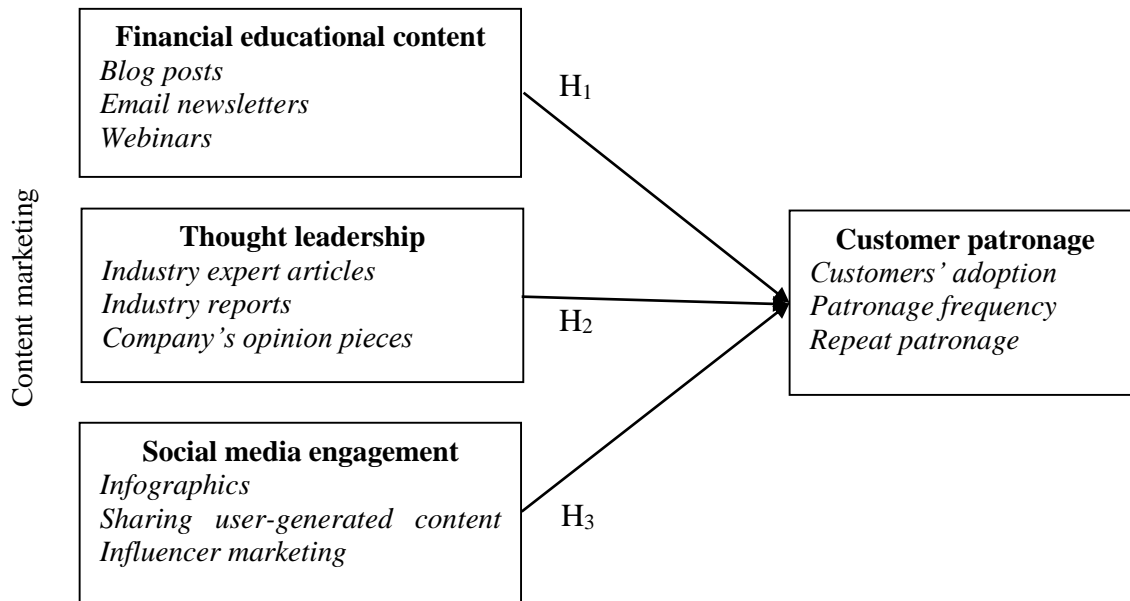 Content marketing
Financial educational content
Blog posts
Email newsletters
Webinars
H₁
Thought leadership
Industry expert articles
Industry reports
Company’s opinion pieces
H₂
Social media engagement
Infographics
Sharing user-generated content
Influencer marketing
H₃
Customer patronage
Customers’ adoption
Patronage frequency
Repeat patronage